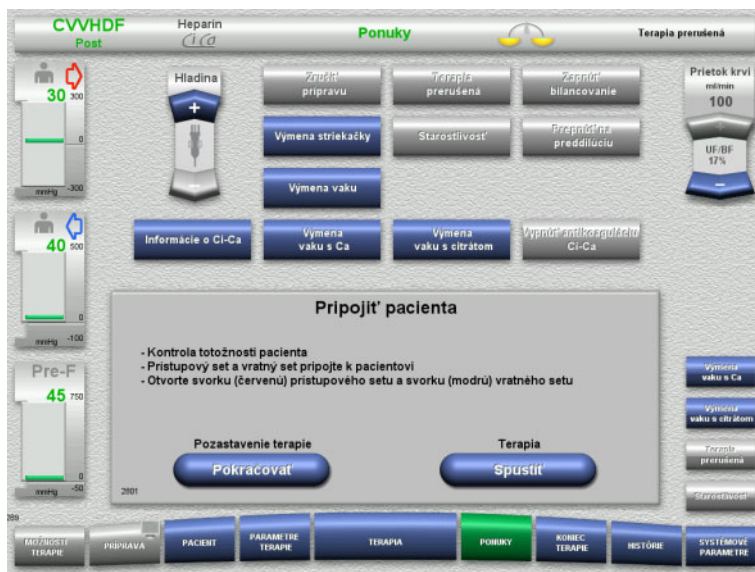 CVVHDF
Post
Heparin
CiCa
Ponuky
Terapia prerušená
30
300
0
-300
mmHg
Hladina
+
−
Zrušiť
prípravu
Terapia
prerušená
Zapnúť
bilancovanie
Prietok krvi
ml/min
100
+
UF/BF
17%
−
Výmena striekačky
Starostlivosť
Prepnúť na
predilúciu
Výmena vaku
40
500
0
-100
mmHg
Informácie o Ci-Ca
Výmena
vaku s Ca
Výmena
vaku s citrátom
Vypnúť antikoaguláciu
Ci-Ca
Pripojiť pacienta
- Kontrola totožnosti pacienta
- Prístupový set a vratný set pripojte k pacientovi
- Otvorte svorku (červenú) prístupového setu a svorku (modrú) vratného setu
Pozastavenie terapie
Pokračovať
Terapia
Spustiť
2801
Pre-F
45
750
0
-50
mmHg
Výmena
vaku s Ca
Výmena
vaku s citrátom
Terapia
prerušená
Starostlivosť
MOŽNOSTI
TERAPIE
PRÍPRAVA
PACIENT
PARAMETRE
TERAPIE
TERAPIA
PONUKY
KONIEC
TERAPIE
HISTÓRIE
SYSTÉMOVÉ
PARAMETRE